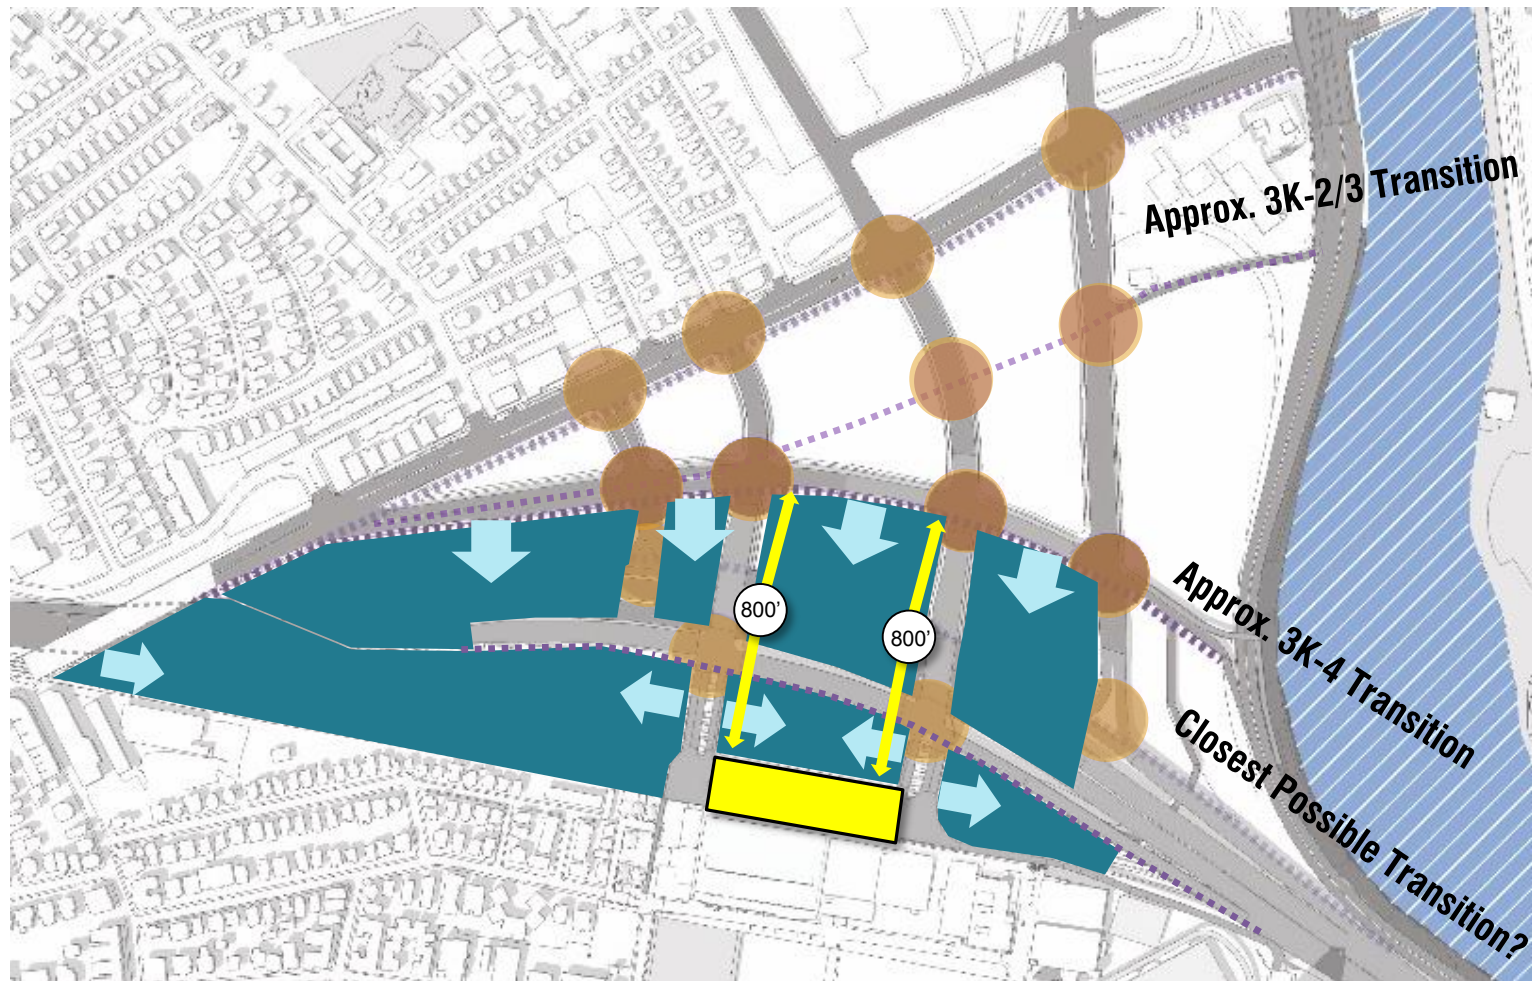 Approx. 3K-2/3 Transition
Approx. 3K-4 Transition
800’
800’
Closest Possible Transition?